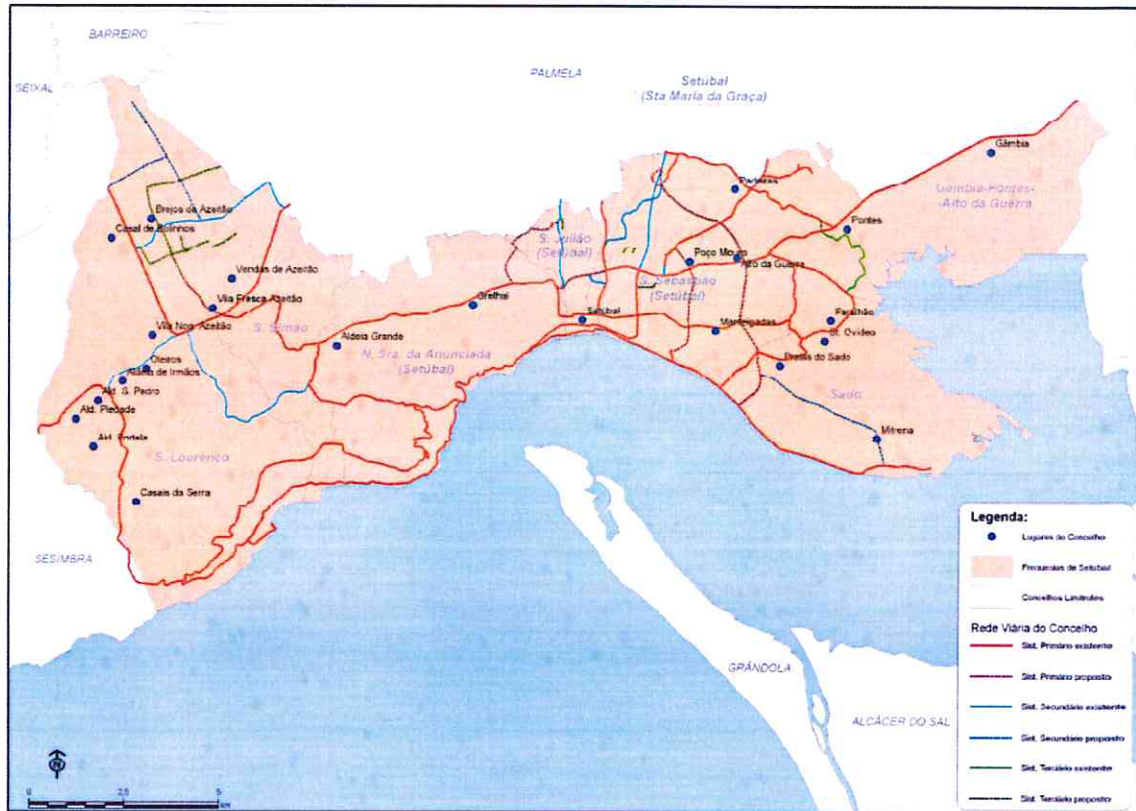 BARREIRO
SEIXAL
PALMELA
Setúbal
(Sta Maria da Graça)
Gâmbia
Gâmbia-Pontes-
-Alto da Guerra
Brejos de Azeitão
Casal de Bolinhos
Pontes
S. Julião
(Setúbal)
Poço Mouro
Alto da Guerra
Vendas de Azeitão
S. Sebastião
(Setúbal)
Vila Fresca Azeitão
Grelhal
Setúbal
Faralhão
Manteigadas
St. Ovídeo
S. Simão
Vila Nog. Azeitão
Aldeia Grande
N. Sra. da Anunciada
(Setúbal)
Oleiros
Aldeia de Irmãos
Praias do Sado
Ald. S. Pedro
Sado
Ald. Piedade
Mitrena
Ald. Portela
S. Lourenço
Casais da Serra
SESIMBRA
GRÂNDOLA
ALCÁCER DO SAL
Legenda:
Lugares do Concelho
Freguesias de Setúbal
Concelhos Limítrofes
Rede Viária do Concelho
Sist. Primário existente
Sist. Primário proposto
Sist. Secundário existente
Sist. Secundário proposto
Sist. Terciário existente
Sist. Terciário proposto
N
0 2,5 5
km